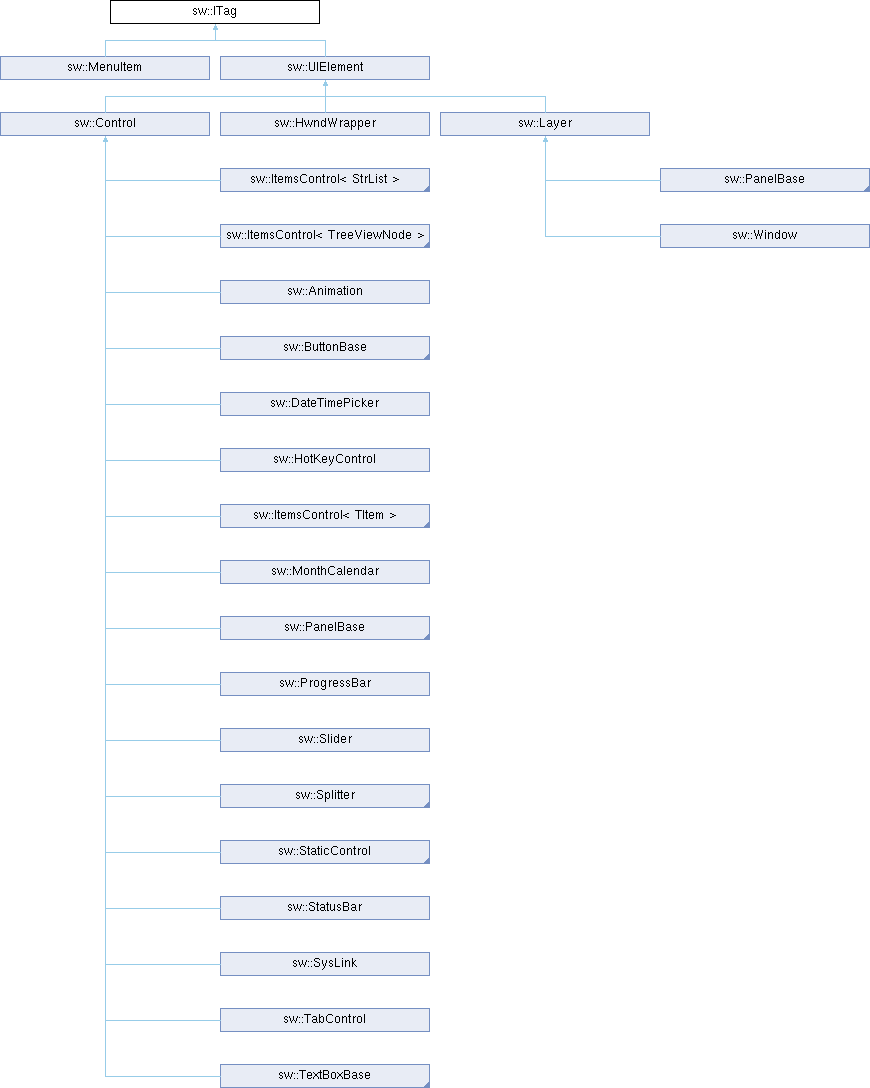 sw::ITag
sw::MenuItem
sw::UIElement
sw::Control
sw::HwndWrapper
sw::Layer
sw::ItemsControl< StrList >
sw::PanelBase
sw::ItemsControl< TreeViewNode >
sw::Window
sw::Animation
sw::ButtonBase
sw::DateTimePicker
sw::HotKeyControl
sw::ItemsControl< TItem >
sw::MonthCalendar
sw::PanelBase
sw::ProgressBar
sw::Slider
sw::Splitter
sw::StaticControl
sw::StatusBar
sw::SysLink
sw::TabControl
sw::TextBoxBase